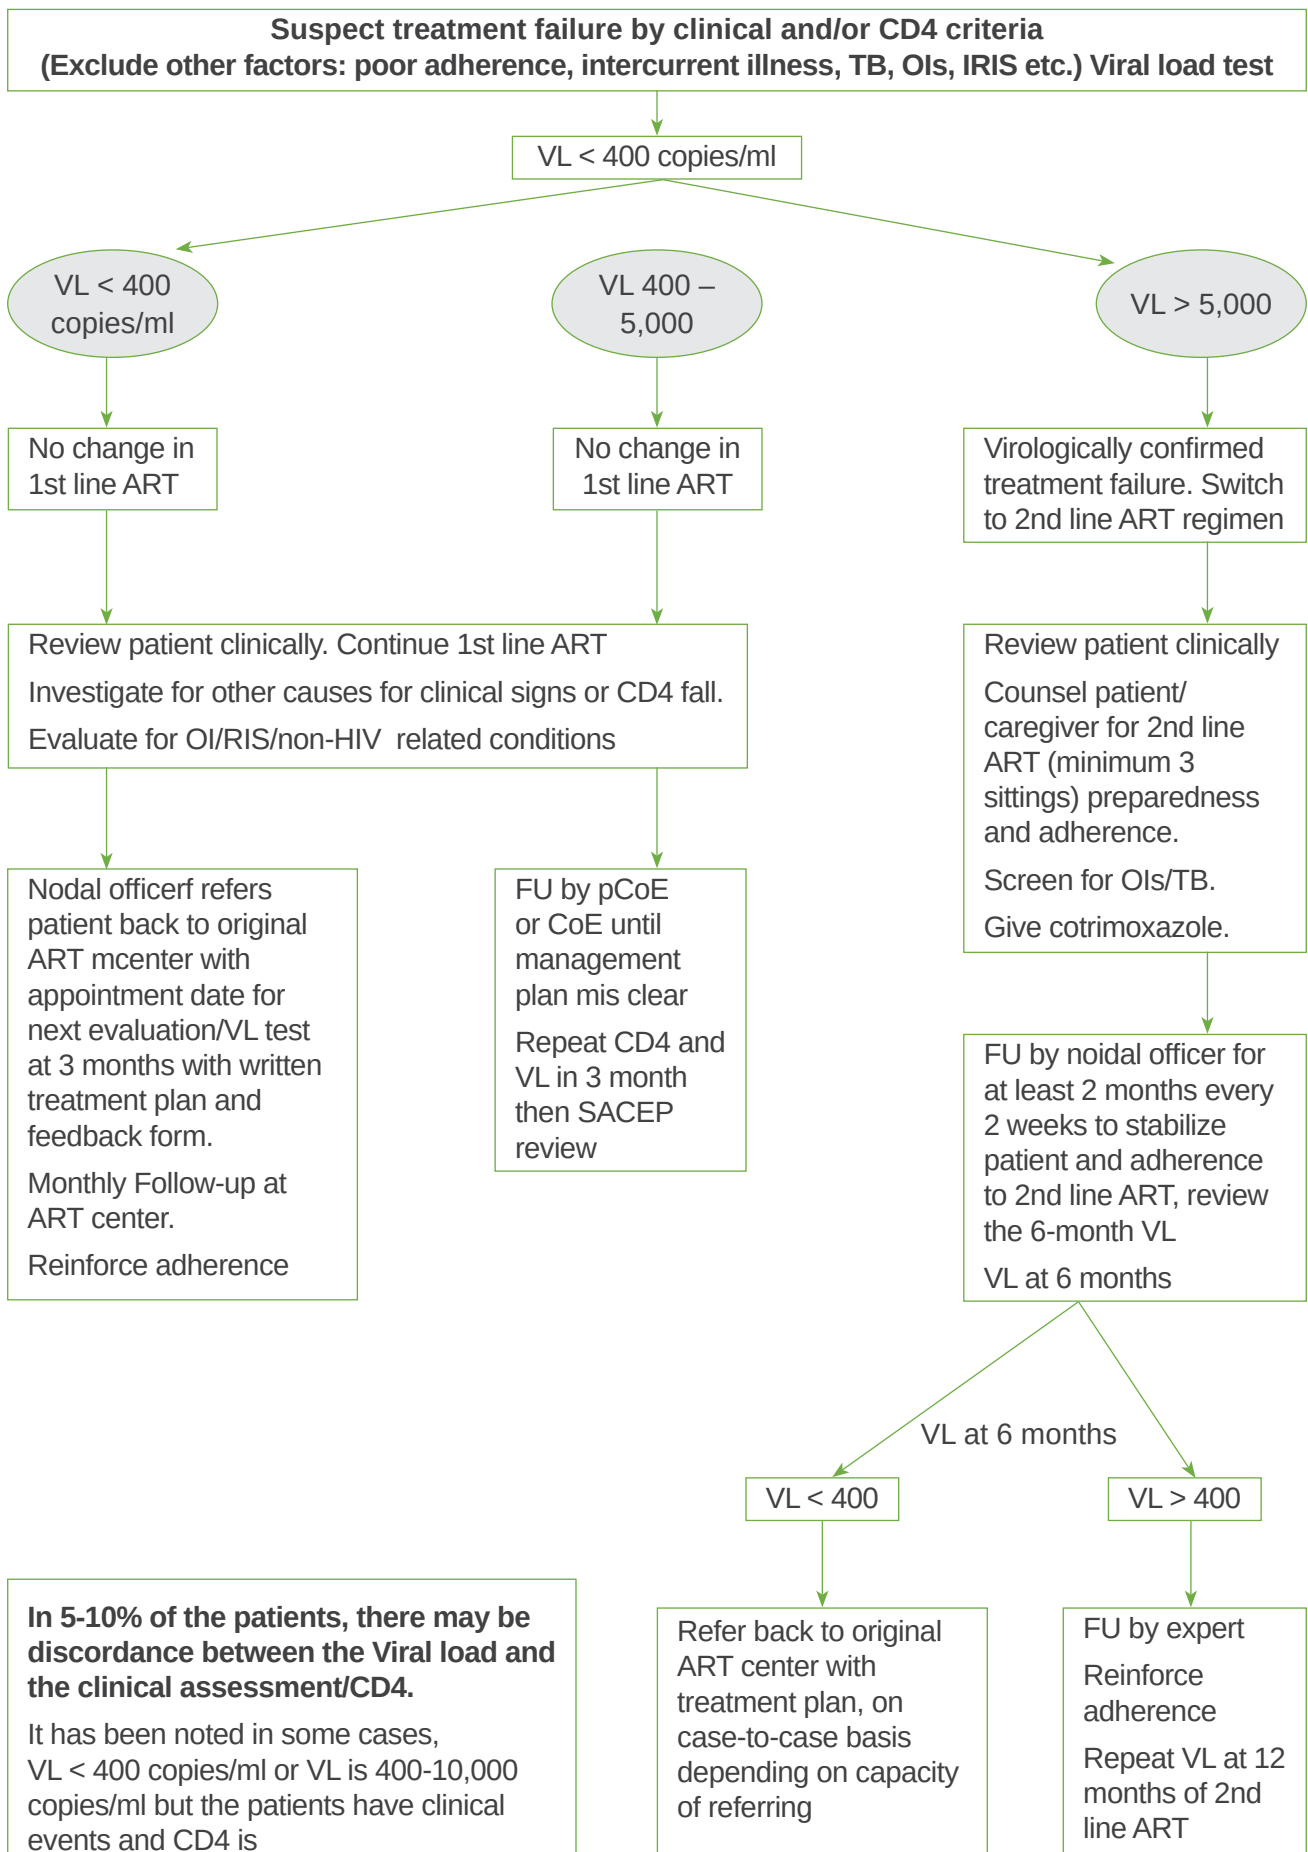 Suspect treatment failure by clinical and/or CD4 criteria
(Exclude other factors: poor adherence, intercurrent illness, TB, OIs, IRIS etc.) Viral load test
VL < 400 copies/ml
VL < 400
copies/ml
VL 400 –
5,000
VL > 5,000
No change in
1st line ART
No change in
1st line ART
Virologically confirmed
treatment failure. Switch
to 2nd line ART regimen
Review patient clinically. Continue 1st line ART
Investigate for other causes for clinical signs or CD4 fall.
Evaluate for OI/RIS/non-HIV related conditions
Review patient clinically
Counsel patient/
caregiver for 2nd line
ART (minimum 3
sittings) preparedness
and adherence.
Screen for OIs/TB.
Give cotrimoxazole.
Nodal officerf refers
patient back to original
ART mcenter with
appointment date for
next evaluation/VL test
at 3 months with written
treatment plan and
feedback form.
Monthly Follow-up at
ART center.
Reinforce adherence
FU by pCoE
or CoE until
management
plan mis clear
Repeat CD4 and
VL in 3 month
then SACEP
review
FU by noidal officer for
at least 2 months every
2 weeks to stabilize
patient and adherence
to 2nd line ART, review
the 6-month VL
VL at 6 months
VL at 6 months
VL < 400
VL > 400
In 5-10% of the patients, there may be
discordance between the Viral load and
the clinical assessment/CD4.
It has been noted in some cases,
VL < 400 copies/ml or VL is 400-10,000
copies/ml but the patients have clinical
events and CD4 is
Refer back to original
ART center with
treatment plan, on
case-to-case basis
depending on capacity
of referring
FU by expert
Reinforce
adherence
Repeat VL at 12
months of 2nd
line ART